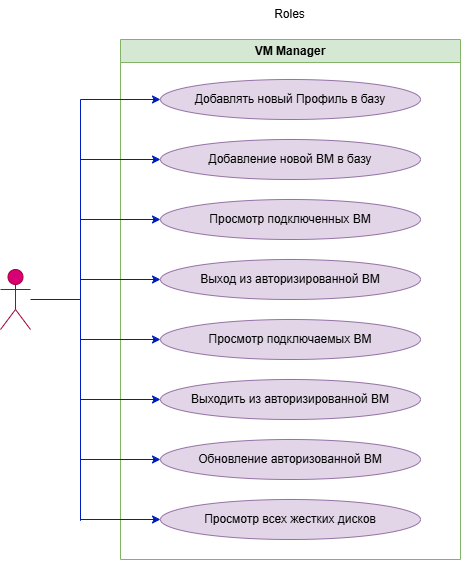 Roles
VM Manager
Добавлять новый Профиль в базу
Добавление новой ВМ в базу
Просмотр подключенных ВМ
Выход из авторизированной ВМ
Просмотр подключаемых ВМ
Выходить из авторизированной ВМ
Обновление авторизованной ВМ
Просмотр всех жестких дисков